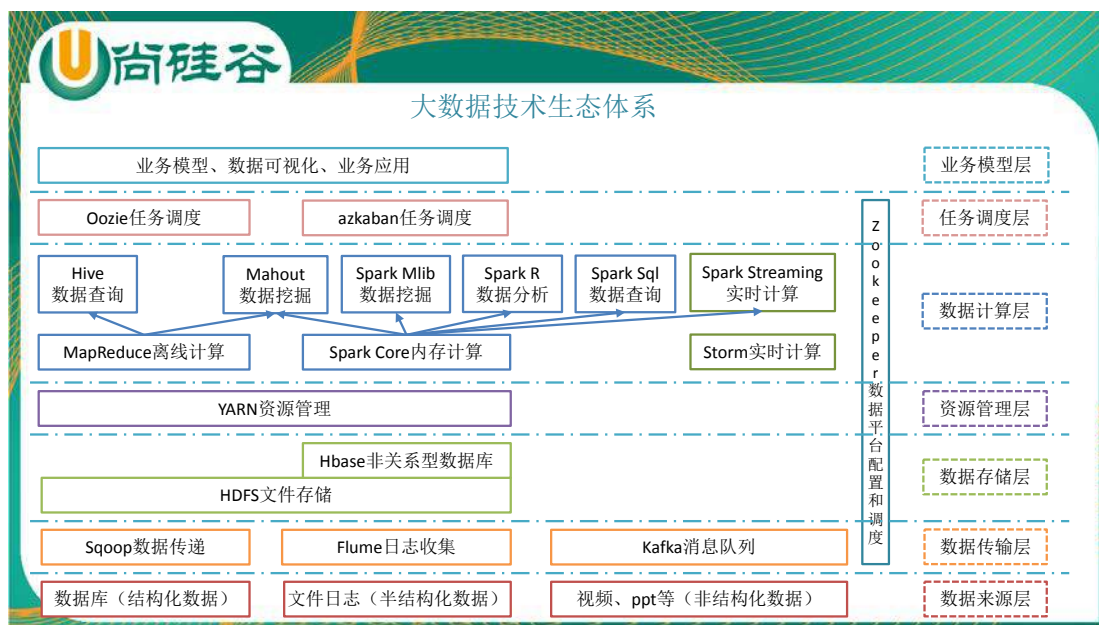 尚硅谷
大数据技术生态体系
业务模型、数据可视化、业务应用
业务模型层
Oozie任务调度
azkaban任务调度
任务调度层
Hive
数据查询
Mahout
数据挖掘
Spark Mlib
数据挖掘
Spark R
数据分析
Spark Sql
数据查询
Spark Streaming
实时计算
数据计算层
MapReduce离线计算
Spark Core内存计算
Storm实时计算
Zookeeper数据平台配置和调度
YARN资源管理
资源管理层
Hbase非关系型数据库
HDFS文件存储
数据存储层
Sqoop数据传递
Flume日志收集
Kafka消息队列
数据传输层
数据库（结构化数据）
文件日志（半结构化数据）
视频、ppt等（非结构化数据）
数据来源层